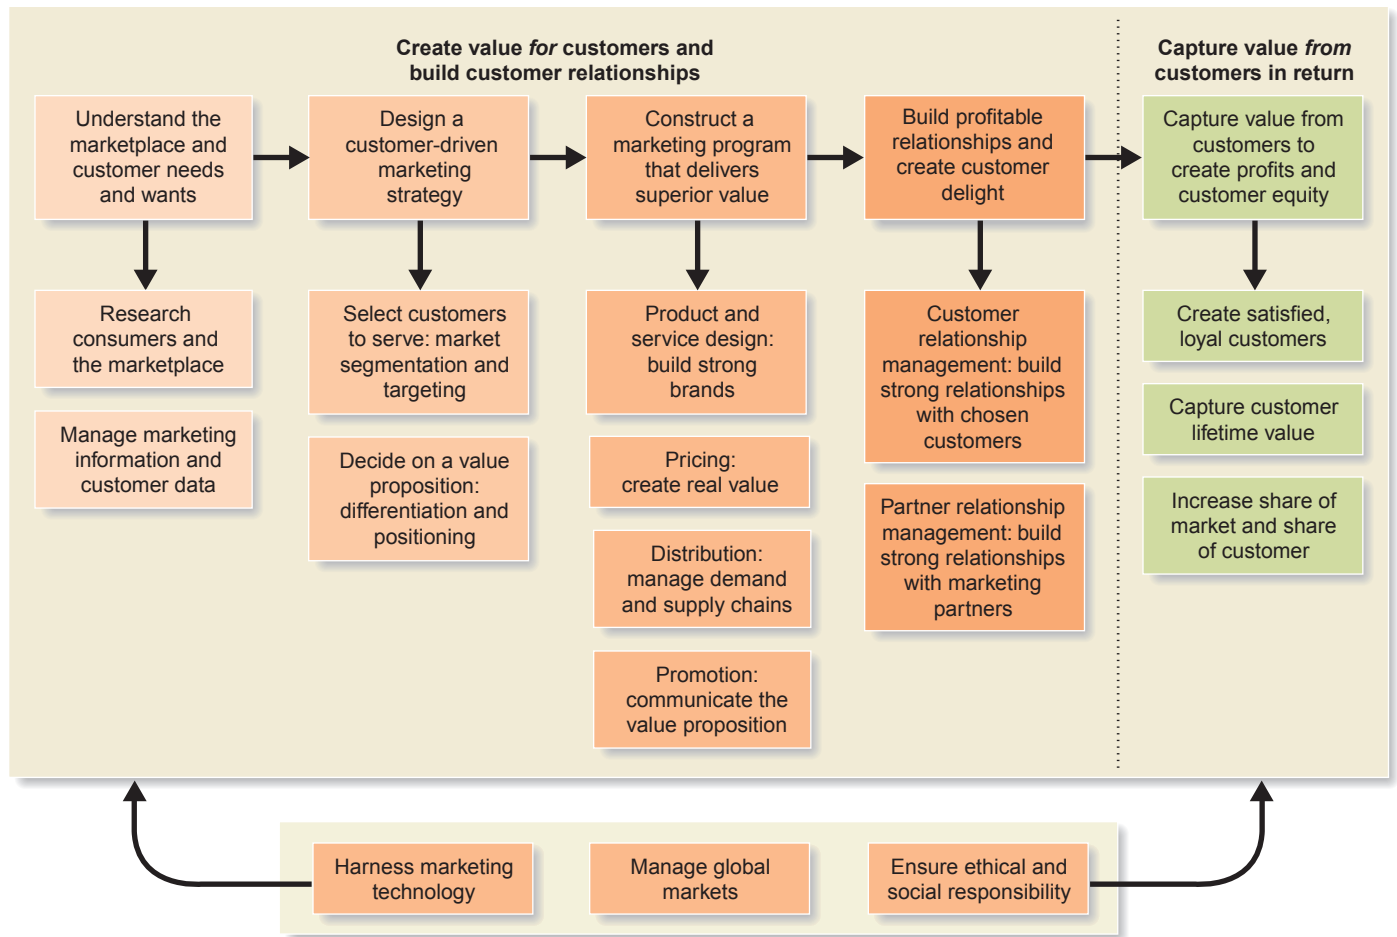 Create value for customers and
build customer relationships
Capture value from
customers in return
Understand the
marketplace and
customer needs
and wants
Design a
customer-driven
marketing
strategy
Construct a
marketing program
that delivers
superior value
Build profitable
relationships and
create customer
delight
Capture value from
customers to
create profits and
customer equity
Research
consumers and
the marketplace
Manage marketing
information and
customer data
Select customers
to serve: market
segmentation and
targeting
Decide on a value
proposition:
differentiation and
positioning
Product and
service design:
build strong
brands
Pricing:
create real value
Distribution:
manage demand
and supply chains
Promotion:
communicate the
value proposition
Customer
relationship
management: build
strong relationships
with chosen
customers
Partner relationship
management: build
strong relationships
with marketing
partners
Create satisfied,
loyal customers
Capture customer
lifetime value
Increase share of
market and share
of customer
Harness marketing
technology
Manage global
markets
Ensure ethical and
social responsibility